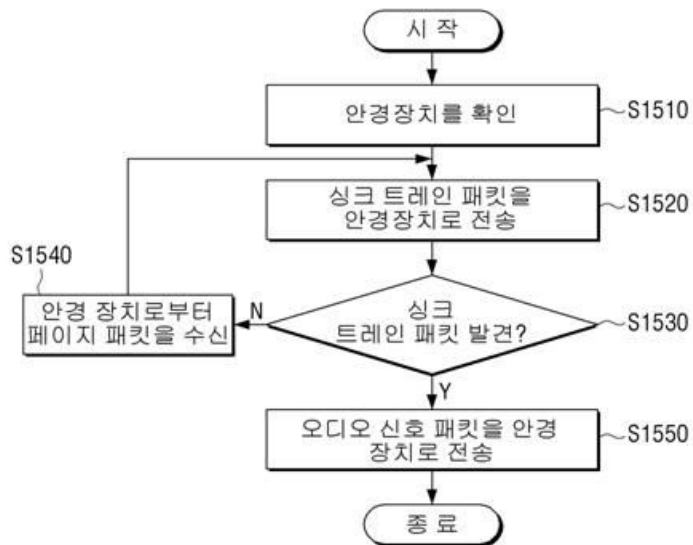 시 작
안경장치를 확인
S1510
싱크 트레인 패킷을
안경장치로 전송
S1520
S1540
안경 장치로부터
페이지 패킷을 수신
N
싱크
트레인 패킷 발견?
S1530
Y
오디오 신호 패킷을 안경
장치로 전송
S1550
종 료